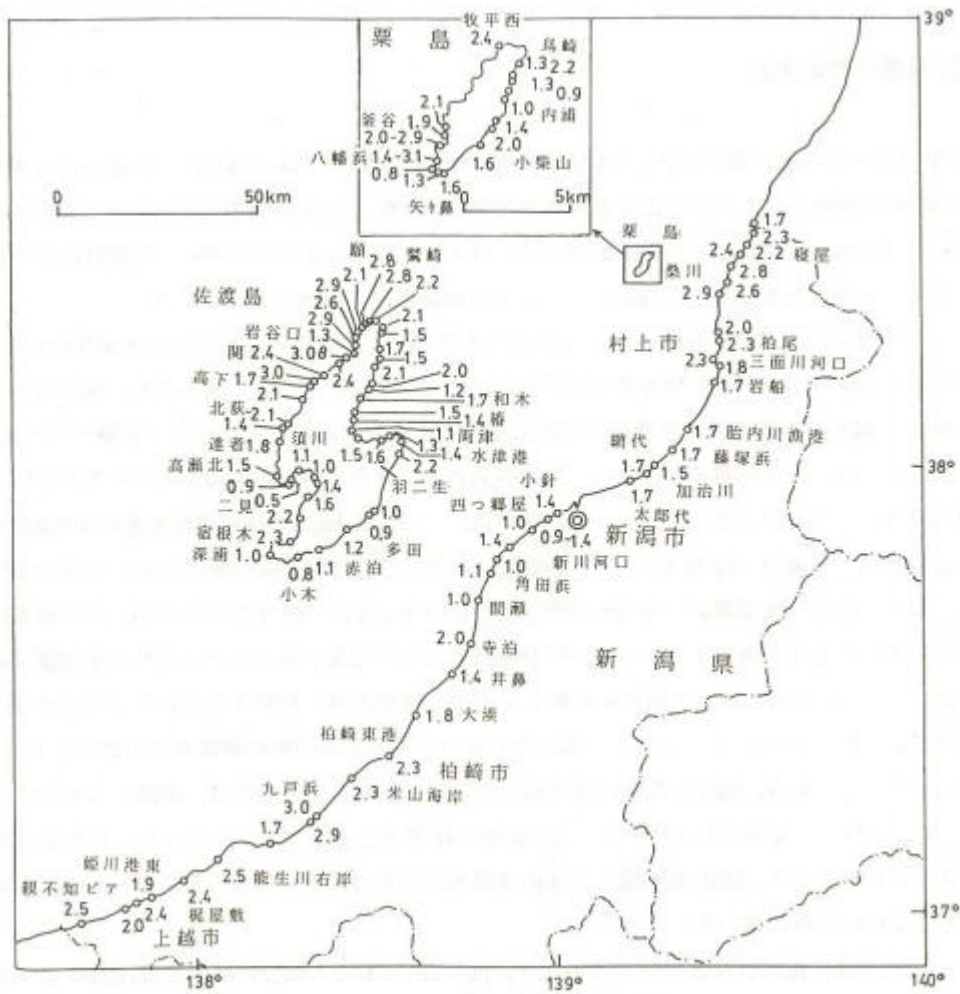 39°
牧平西
粟 島
2.4
鳥崎
1.3 2.2
1.3
0.9
1.0
内浦
1.4
2.0
小柴山
1.6
2.1
釜谷
1.9
2.0-2.9
八幡浜
1.4-3.1
0.8
1.3
1.6
矢ヶ鼻
0 5km
0 50km
粟 島
1.7
2.3
2.2
寝屋
2.4
桑川
2.8
2.6
2.9
2.0
村上市
2.3 柏尾
2.3
三面川河口
1.8
1.7 岩船
佐渡島
願
鷲崎
2.8
2.1
2.8
2.9
2.2
2.6
2.9
2.1
岩谷口
1.3
1.5
関
2.4
3.0
0.8
1.7
1.5
3.0
高下
1.7
2.4
2.1
2.0
2.1
1.2
1.7 和木
北荻
2.1
1.5
1.4
1.4 椿
達者
1.8
須川
1.1
両津
1.5
1.6
1.3
1.4 水津港
2.2
高瀬北
1.5
1.1
1.0
0.9
0.5
1.4
1.6
羽二生
二見
2.2
1.0
0.9
宿根木
2.3
多田
深浦
1.0
1.2
赤泊
1.1
0.8
小木
1.7 胎内川漁港
網代
1.7 藤塚浜
38°
1.7
1.5
加治川
1.7
太郎代
小針
1.4
四つ郷屋
1.0
0.9
1.4
新潟市
1.4
新川河口
1.0
角田浜
1.1
1.0
間瀬
2.0
寺泊
新 潟 県
1.4 井鼻
1.8 大湊
柏崎東港
2.3
柏崎市
2.3 米山海岸
九戸浜
3.0
2.9
1.7
2.5 能生川右岸
姫川港東
1.9
2.4
親不知ピア
梶屋敷
2.5
2.4
2.0
上越市
37°
138°
139°
140°